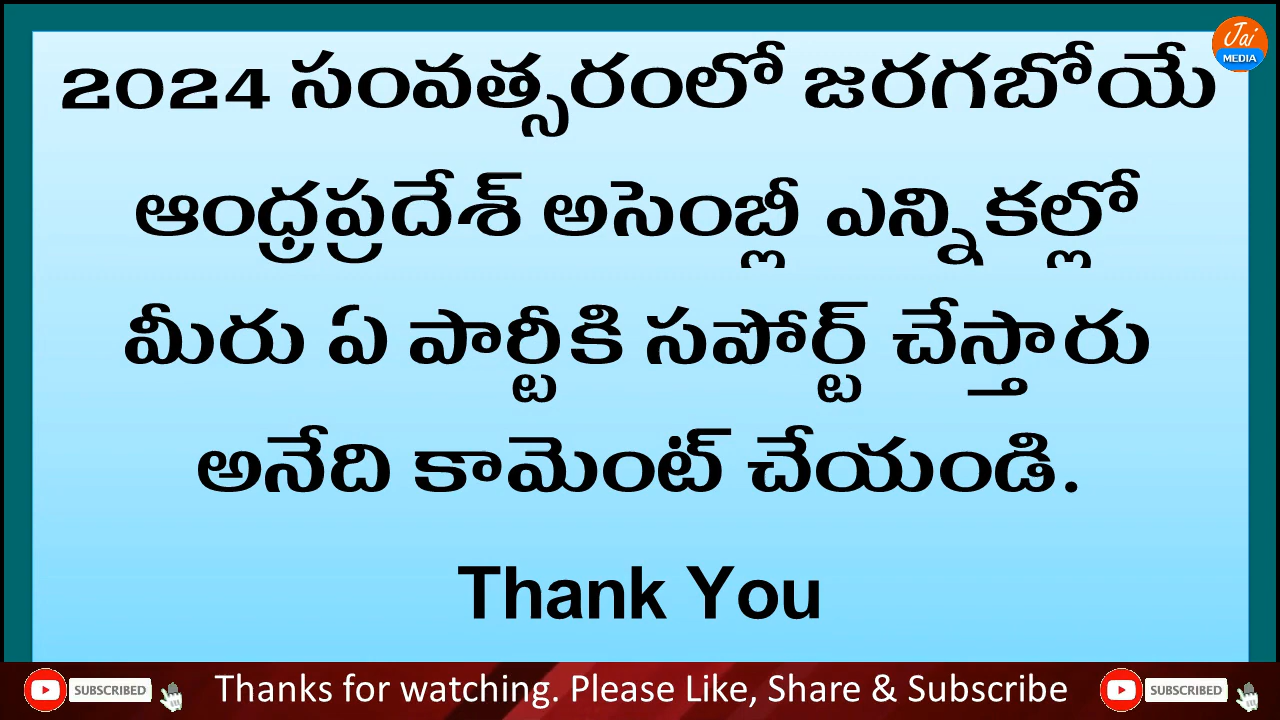 Jai
MEDIA
2024 సంవత్సరంలో జరగబోయే
ఆంధ్రప్రదేశ్ అసెంబ్లీ ఎన్నికల్లో
మీరు ఏ పార్టీకి సపోర్ట్ చేస్తారు
అనేది కామెంట్ చేయండి.
Thank You
SUBSCRIBED Thanks for watching. Please Like, Share & Subscribe SUBSCRIBED